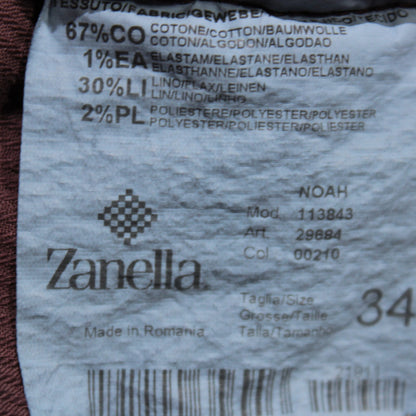 TESSUTO/FABRIC/GEWEBE/
67%CO COTONE/COTTON/BAUMWOLLE
COTON/ALGODON/ALGODAO
1%EA ELASTAM/ELASTANE/ELASTHAN
ELASTHANNE/ELASTANO/ELASTANO
30%LI LINO/FLAX/LEINEN
LIN/LINO/LINHO
2%PL POLIESTERE/POLYESTER/POLYESTER
POLYESTER/POLIESTER/POLIESTER
NOAH
Mod. 113843
Art. 29684
Col 00210
Zanella
Taglia/Size
Grosse/Taille
Talla/Tamanho
34
Made in Romania